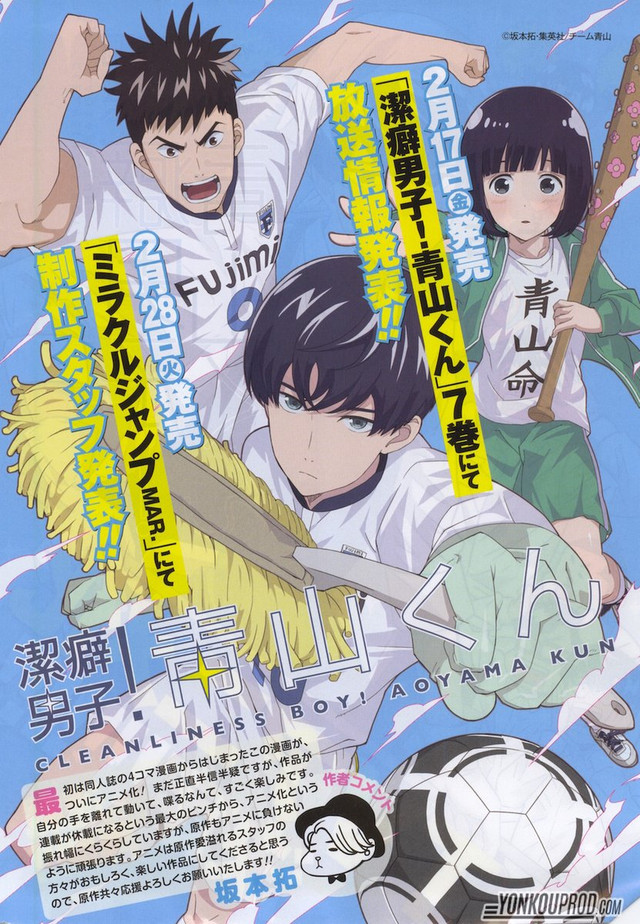 ©坂本拓・集英社/チーム青山
2月17日㊎発売
「潔癖男子!青山くん」7巻にて
放送情報発表!!
2月28日㊋発売
「ミラクルジャンプMAR.」にて
制作スタッフ発表!!
Fujimi
青山命
潔癖
男子!
青山くん
CLEANLINESS BOY! AOYAMA KUN
作者コメント
最初は同人誌の4コマ漫画からはじまったこの漫画が、
ついにアニメ化! まだ正直半信半疑ですが、作品が
自分の手を離れて動いて、喋るなんて、すごく楽しみです。
連載が休載になるという最大のピンチから、アニメ化という
振れ幅にくらくらしていますが、原作もアニメに負けない
ように頑張ります。アニメは原作愛溢れるスタッフの
方々がおもしろく、楽しい作品にしてくださると思う
ので、原作共々応援よろしくお願いいたします!!
坂本拓
YONKOUPROD.COM